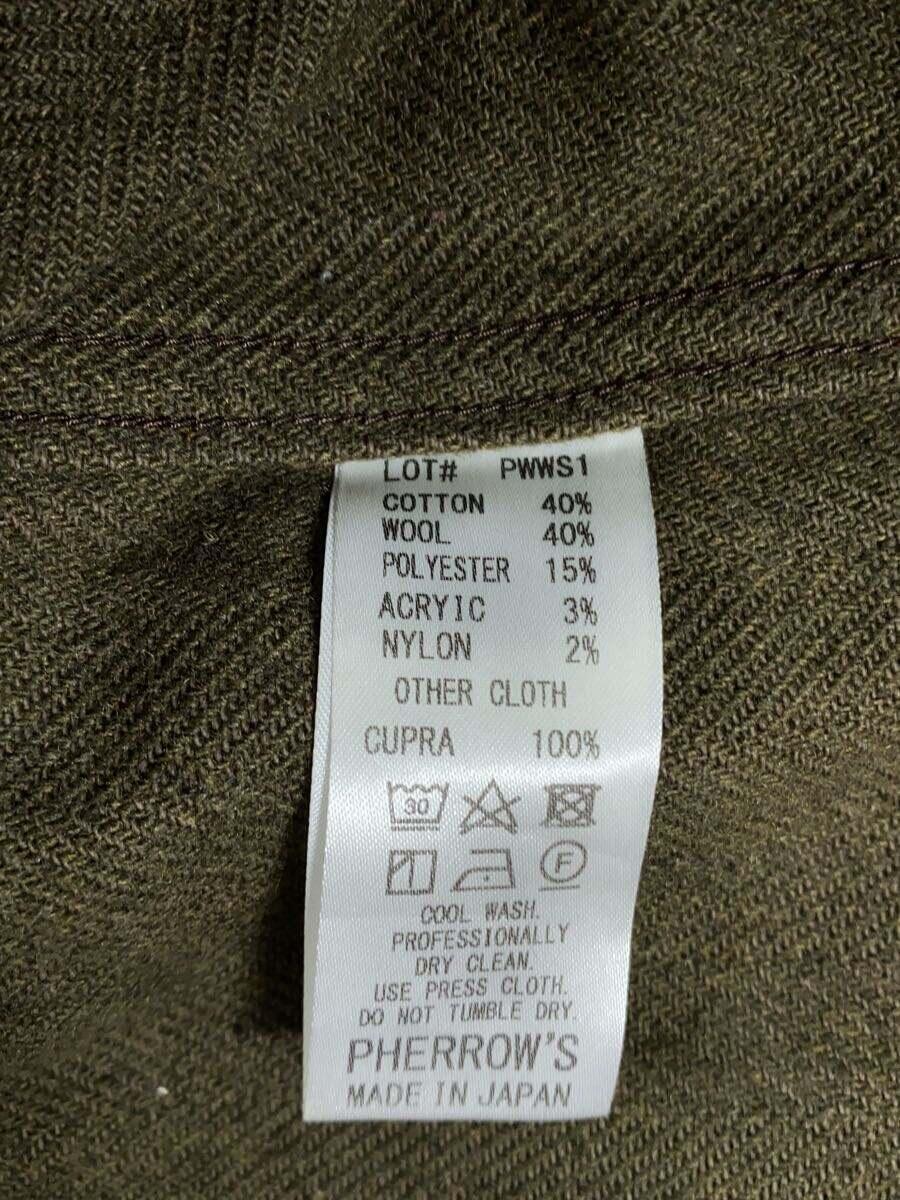 LOT# PWWS1
COTTON 40%
WOOL 40%
POLYESTER 15%
ACRYIC 3%
NYLON 2%
OTHER CLOTH
CUPRA 100%
30
F
COOL WASH.
PROFESSIONALLY
DRY CLEAN.
USE PRESS CLOTH.
DO NOT TUMBLE DRY.
PHERROW'S
MADE IN JAPAN